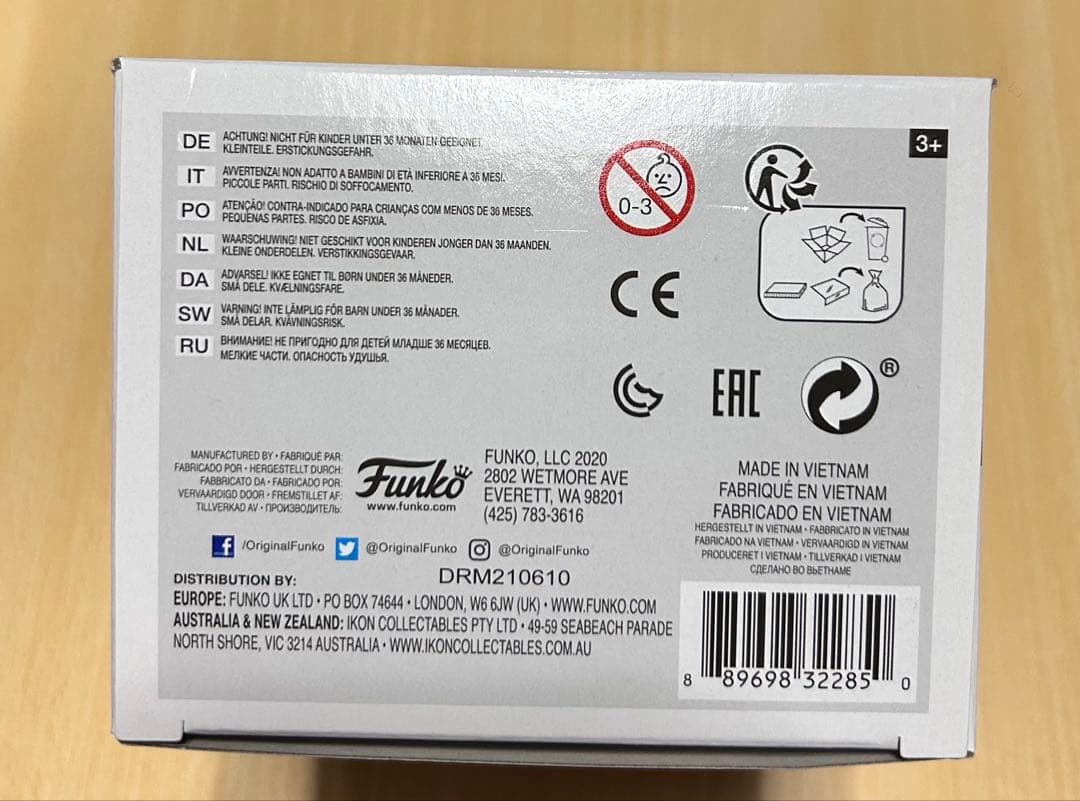 DE ACHTUNG! NICHT FÜR KINDER UNTER 36 MONATEN GEEIGNET.
KLEINTEILE. ERSTICKUNGSGEFAHR.
IT AVVERTENZA! NON ADATTO A BAMBINI DI ETÀ INFERIORE A 36 MESI.
PICCOLE PARTI. RISCHIO DI SOFFOCAMENTO.
PO ATENÇÃO! CONTRA-INDICADO PARA CRIANÇAS COM MENOS DE 36 MESES.
PEQUENAS PARTES. RISCO DE ASFIXIA.
NL WAARSCHUWING! NIET GESCHIKT VOOR KINDEREN JONGER DAN 36 MAANDEN.
KLEINE ONDERDELEN. VERSTIKKINGSGEVAAR.
DA ADVARSEL! IKKE EGNET TIL BØRN UNDER 36 MÅNEDER.
SMÅ DELE. KVÆLNINGSFARE.
SW VARNING! INTE LÄMPLIG FÖR BARN UNDER 36 MÅNADER.
SMÅ DELAR. KVÄVNINGSRISK.
RU ВНИМАНИЕ! НЕ ПРИГОДНО ДЛЯ ДЕТЕЙ МЛАДШЕ 36 МЕСЯЦЕВ.
МЕЛКИЕ ЧАСТИ. ОПАСНОСТЬ УДУШЬЯ.
0-3
3+
CE
EAC
®
MANUFACTURED BY • FABRIQUÉ PAR:
FABRICADO POR • HERGESTELLT DURCH:
FABBRICATO DA • FABRICADO POR:
VERVAARDIGD DOOR • FREMSTILLET AF:
TILLVERKAD AV • ПРОИЗВОДИТЕЛЬ:
Funko
www.funko.com
FUNKO, LLC 2020
2802 WETMORE AVE
EVERETT, WA 98201
(425) 783-3616
/OriginalFunko @OriginalFunko @OriginalFunko
DRM210610
DISTRIBUTION BY:
EUROPE: FUNKO UK LTD • PO BOX 74644 • LONDON, W6 6JW (UK) • WWW.FUNKO.COM
AUSTRALIA & NEW ZEALAND: IKON COLLECTABLES PTY LTD • 49-59 SEABEACH PARADE
NORTH SHORE, VIC 3214 AUSTRALIA • WWW.IKONCOLLECTABLES.COM.AU
MADE IN VIETNAM
FABRIQUÉ EN VIETNAM
FABRICADO EN VIETNAM
HERGESTELLT IN VIETNAM • FABBRICATO IN VIETNAM
FABRICADO NA VIETNAM • VERVAARDIGD IN VIETNAM
PRODUCERET I VIETNAM • TILLVERKAD I VIETNAM
СДЕЛАНО ВО ВЬЕТНАМЕ
8 89698 32285 0